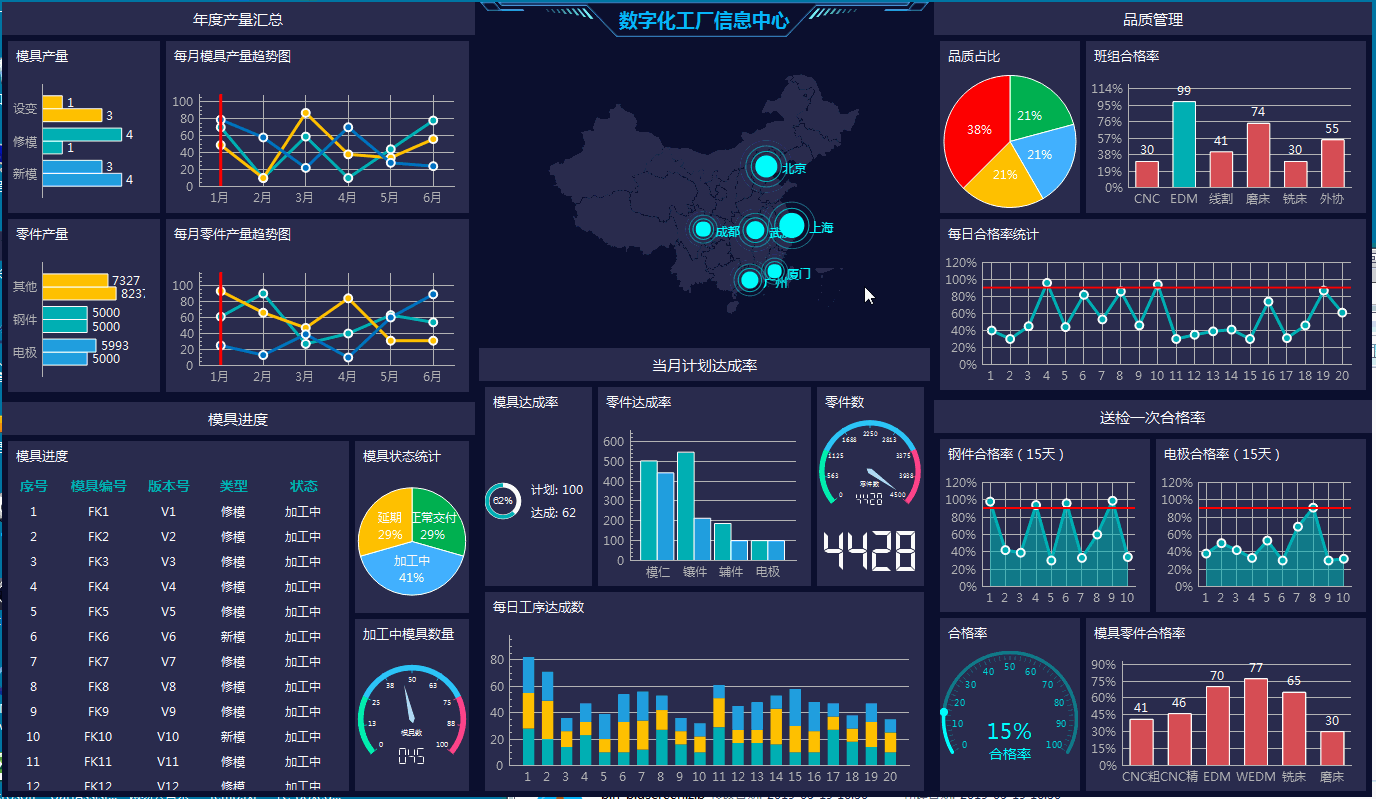 年度产量汇总
数字化工厂信息中心
品质管理
模具产量
设变
1
3
修模
4
1
新模
3
4
每月模具产量趋势图
100
80
60
40
20
0
1月 2月 3月 4月 5月 6月
零件产量
其他
7327
8237
钢件
5000
5000
电极
5993
5000
每月零件产量趋势图
100
80
60
40
20
0
1月 2月 3月 4月 5月 6月
北京
成都
上海
厦门
广州
品质占比
38%
21%
21%
21%
班组合格率
114%
95%
76%
57%
38%
19%
0%
30 99 41 74 30 55
CNC EDM 线割 磨床 铣床 外协
每日合格率统计
120%
100%
80%
60%
40%
20%
0%
1 2 3 4 5 6 7 8 9 10 11 12 13 14 15 16 17 18 19 20
模具进度
模具进度
序号 模具编号 版本号 类型 状态
1 FK1 V1 修模 加工中
2 FK2 V2 修模 加工中
3 FK3 V3 修模 加工中
4 FK4 V4 修模 加工中
5 FK5 V5 修模 加工中
6 FK6 V6 新模 加工中
7 FK7 V7 修模 加工中
8 FK8 V8 修模 加工中
9 FK9 V9 修模 加工中
10 FK10 V10 新模 加工中
11 FK11 V11 修模 加工中
12 FK12 V12 修模 加工中
模具状态统计
延期
29%
正常交付
29%
加工中
41%
加工中模具数量
0 13 25 38 50 63 75 88 100
模具数
045
当月计划达成率
模具达成率
62%
计划: 100
达成: 62
零件达成率
600
500
400
300
200
100
0
模仁 镶件 辅件 电极
零件数
0 563 1125 1688 2250 2813 3375 3938 4500
零件数
4428
4428
每日工序达成数
80
60
40
20
0
1 2 3 4 5 6 7 8 9 10 11 12 13 14 15 16 17 18 19 20
送检一次合格率
钢件合格率（15天）
120%
100%
80%
60%
40%
20%
0%
1 2 3 4 5 6 7 8 9 10
电极合格率（15天）
120%
100%
80%
60%
40%
20%
0%
1 2 3 4 5 6 7 8 9 10
合格率
0 10 20 30 40 50 60 70 80 90 100
15%
合格率
模具零件合格率
90%
75%
60%
45%
30%
15%
0%
41 46 70 77 65 30
CNC粗 CNC精 EDM WEDM 铣床 磨床